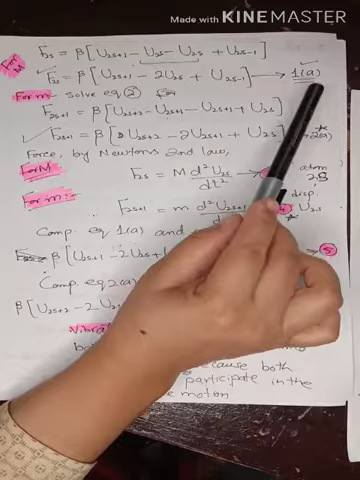 Made with KINEMASTER
For M
F2s = β[U2s+1 - U2s - U2s + U2s-1]
F2s = β[U2s+1 - 2U2s + U2s-1] → 1(a)
For m - Solve eq 2
F2s+1 = β[U2s+2 - U2s+1 - U2s+1 + U2s]
F2s+1 = β[U2s+2 - 2U2s+1 + U2s] 2(a)
Force, by Newtons 2nd law,
For M
F2s = M d²U2s/dt² → atom 2s
disp.
For m:
F2s+1 = m d²U2s+1 U2s
Comp. eq 1(a) and
β[U2s+1 - 2U2s + 5
Comp. eq 2(a)
β[U2s+2 - 2U2s
because both
participate in the
motion